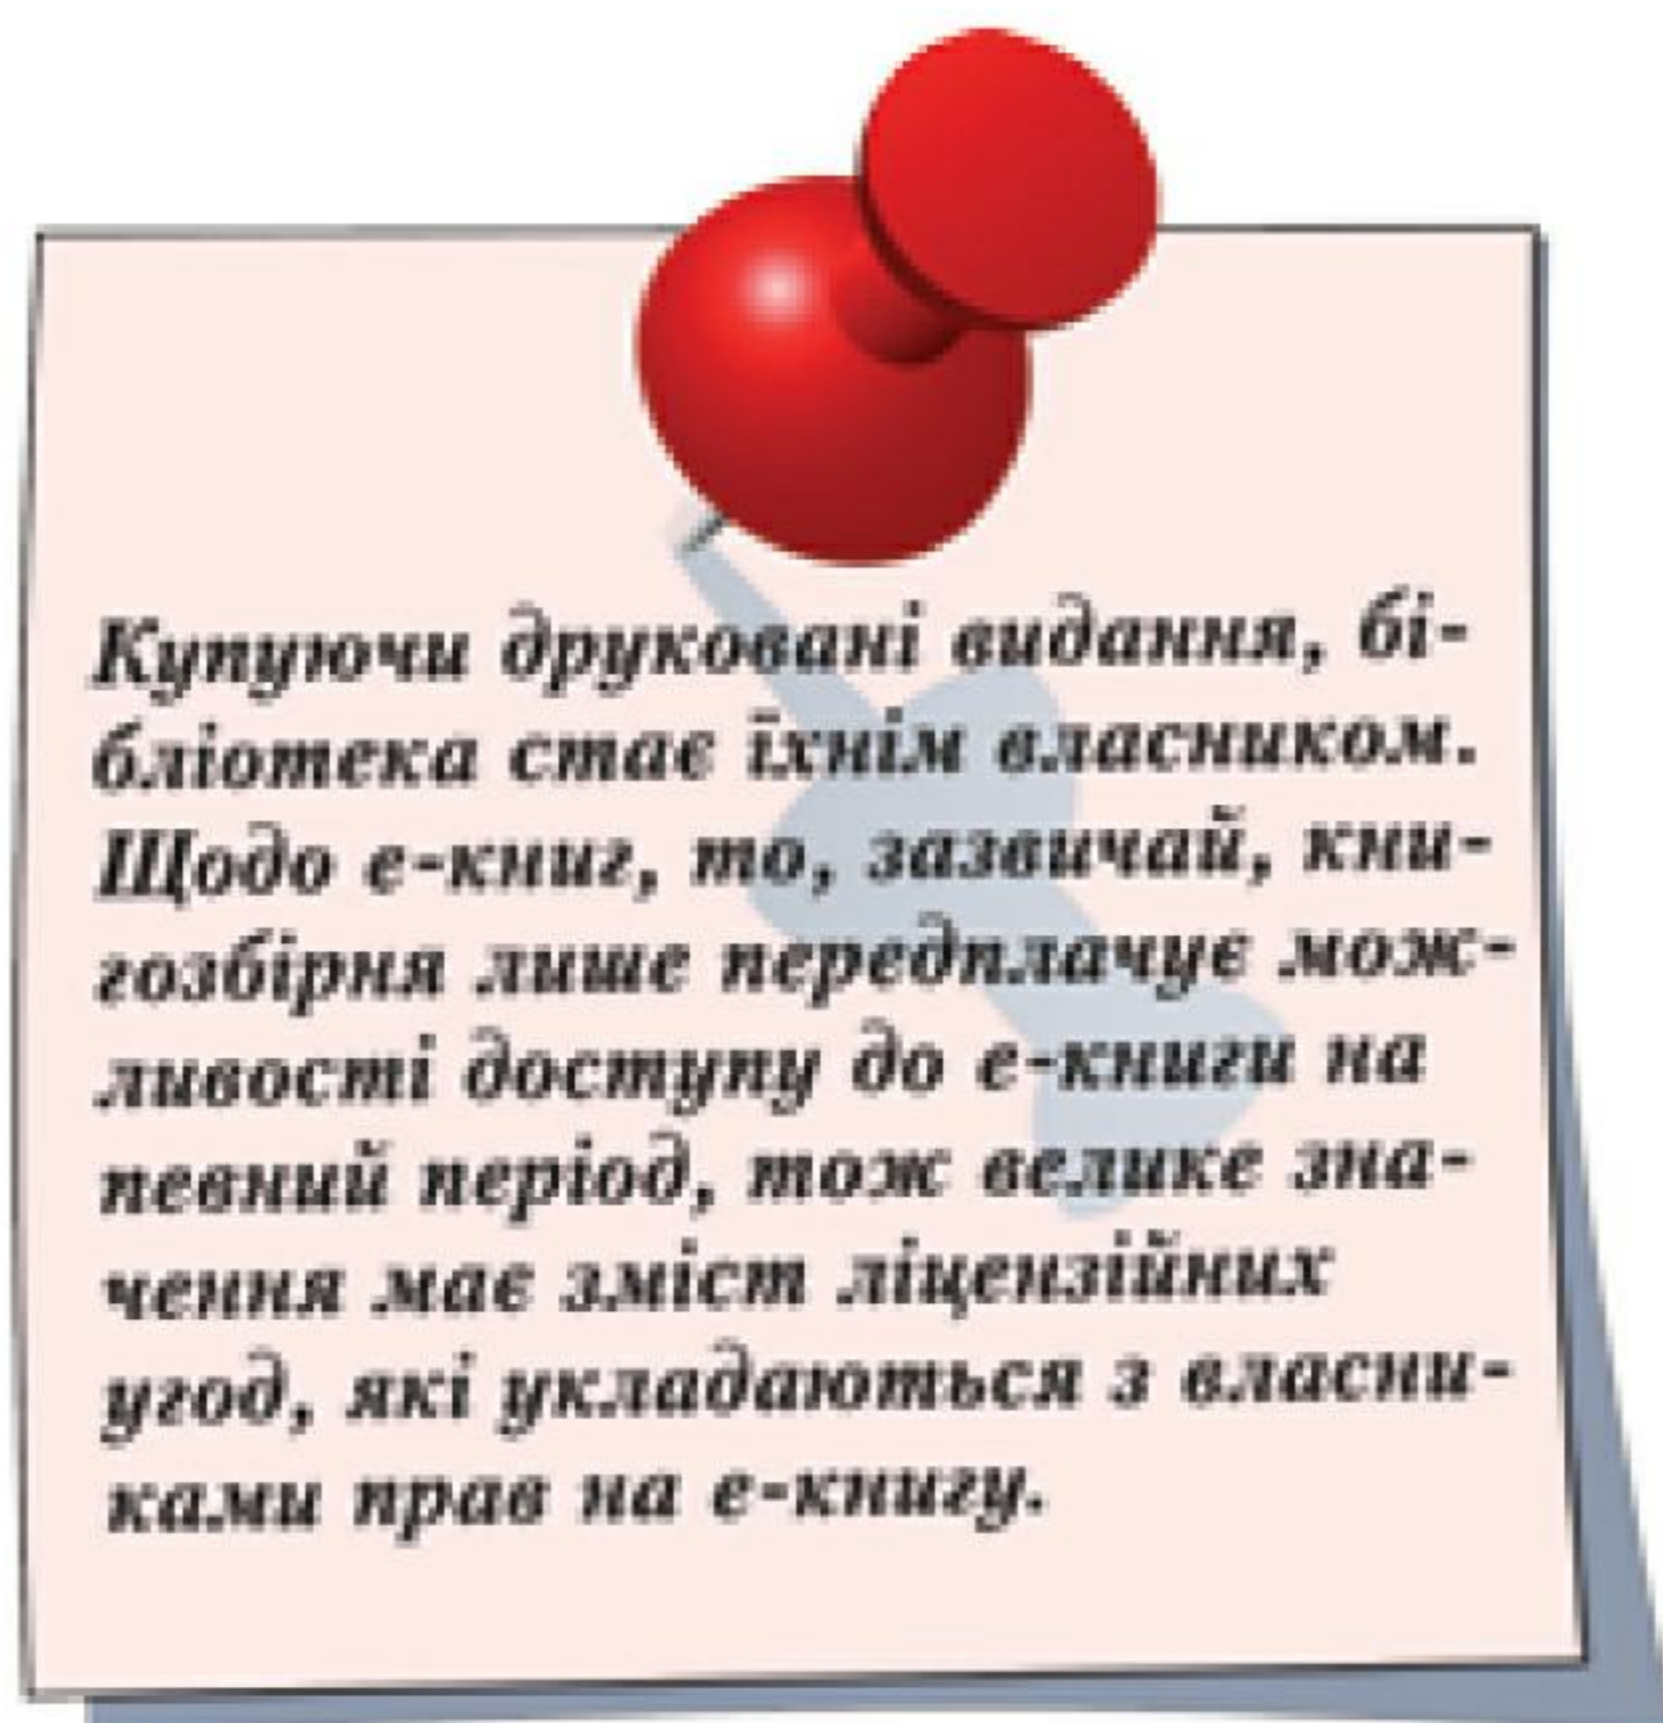 Купуючи друковані видання, бі-
бліотека стає їхнім власником.
Щодо е-книг, то, зазвичай, кни-
гозбірня лише передплачує мож-
ливості доступу до е-книги на
певний період, тож велике зна-
чення має зміст ліцензійних
угод, які укладаються з власни-
ками прав на е-книгу.